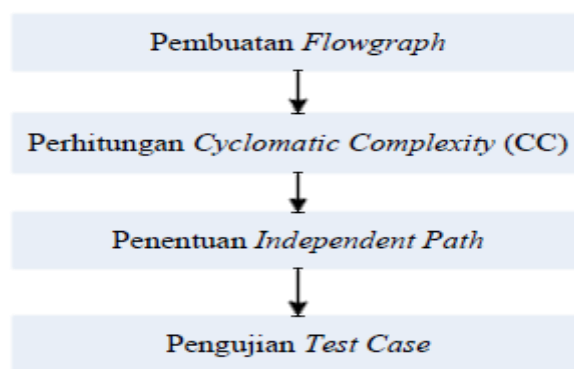 Pembuatan Flowgraph
Perhitungan Cyclomatic Complexity (CC)
Penentuan Independent Path
Pengujian Test Case